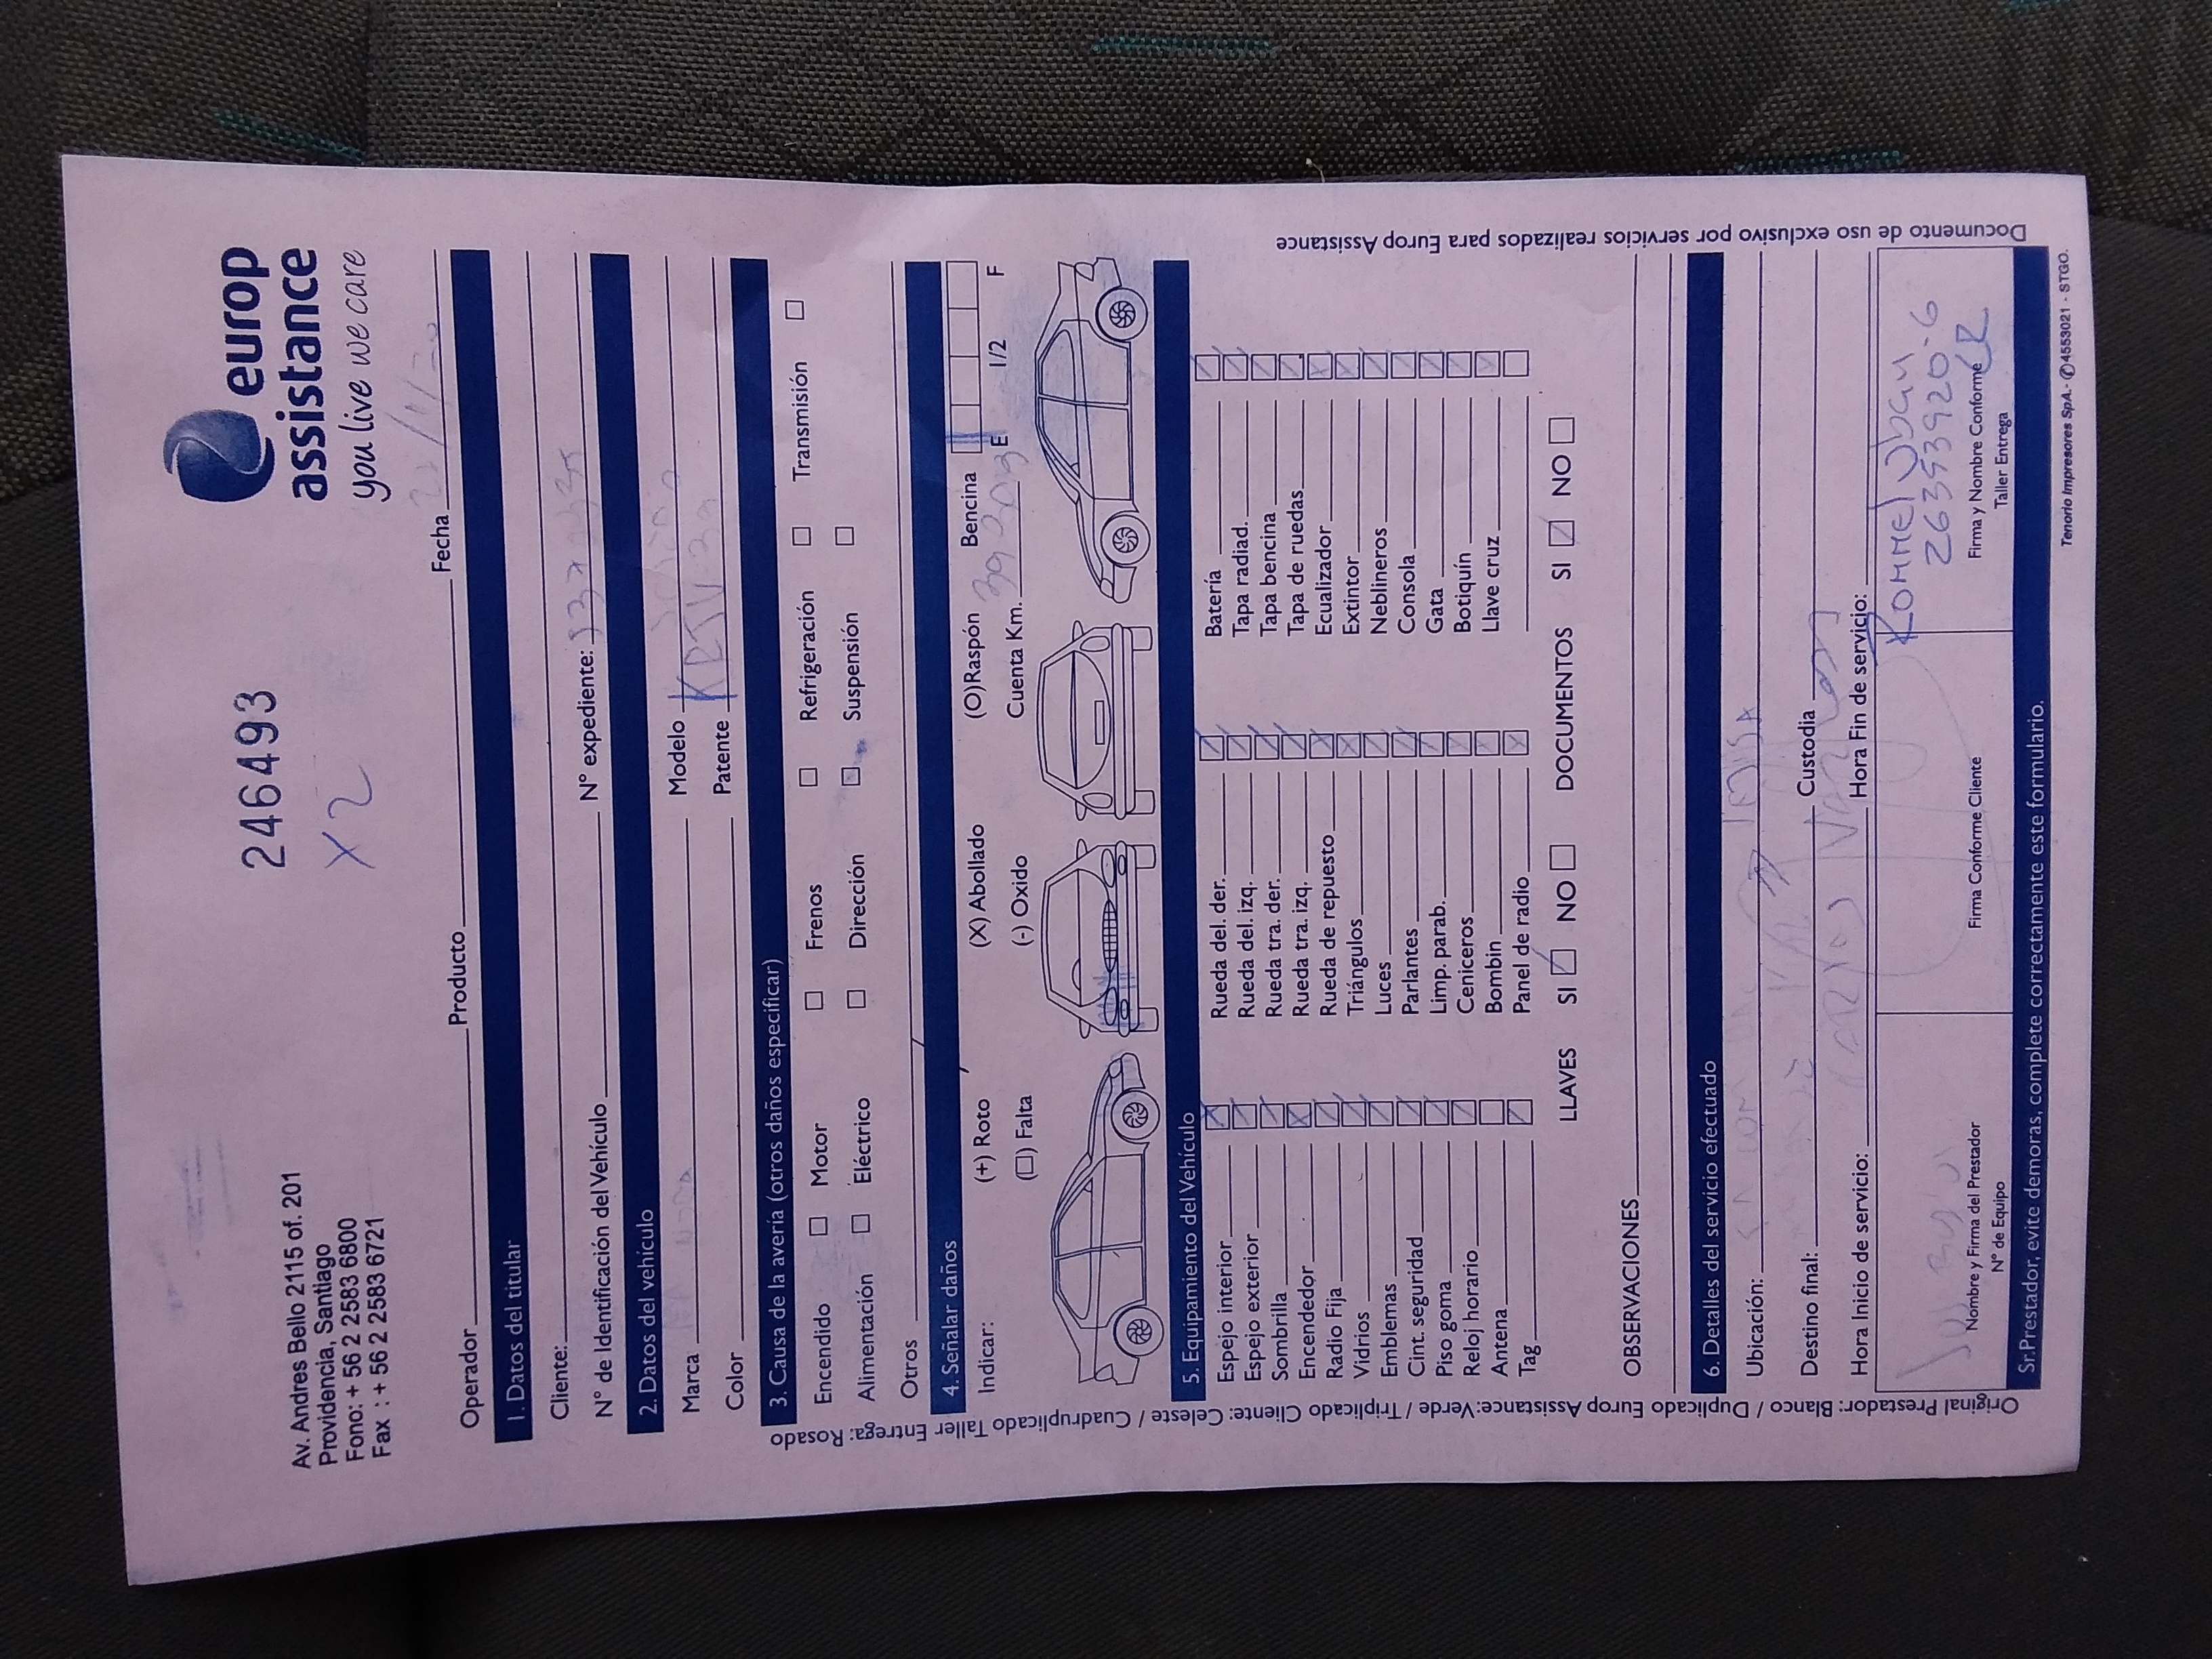 europ
assistance
you live we care
246493
X2
Av. Andres Bello 2115 of. 201
Providencia, Santiago
Fono: + 56 2 2583 6800
Fax : + 56 2 2583 6721
Operador Producto Fecha
1. Datos del titular
Cliente:
N° de Identificación del Vehículo N° expediente:
2. Datos del vehículo
Marca Modelo
Color Patente
3. Causa de la avería (otros daños especificar)
Encendido Motor Frenos Refrigeración Transmisión
Alimentación Eléctrico Dirección Suspensión
Otros
4. Señalar daños
Indicar: (+) Roto (X) Abollado (O)Raspón Bencina
(□) Falta (-) Oxido Cuenta Km. E 1/2 F
5. Equipamiento del Vehículo
Espejo interior Rueda del. der. Batería
Espejo exterior Rueda del. izq. Tapa radiad.
Sombrilla Rueda tra. der. Tapa bencina
Encendedor Rueda tra. izq. Tapa de ruedas
Radio Fija Rueda de repuesto Ecualizador
Vidrios Triángulos Extintor
Emblemas Luces Neblineros
Cint. seguridad Parlantes Consola
Piso goma Limp. parab. Gata
Reloj horario Ceniceros Botiquín
Antena Bombin Llave cruz
Tag Panel de radio
LLAVES SI NO DOCUMENTOS SI NO
OBSERVACIONES
6. Detalles del servicio efectuado
Ubicación:
Destino final: Custodia
Hora Inicio de servicio: Hora Fin de servicio:
Rommel Uban
26353920-6
Nombre y Firma del Prestador Firma Conforme Cliente Firma y Nombre Conforme
N° de Equipo Taller Entrega
Sr.Prestador, evite demoras, complete correctamente este formulario.
Tenorio Impresores SpA.- ✆ 4553021 - STGO.
Original Prestador: Blanco / Duplicado Europ Assistance:Verde / Triplicado Cliente: Celeste / Cuadruplicado Taller Entrega: Rosado
Documento de uso exclusivo por servicios realizados para Europ Assistance